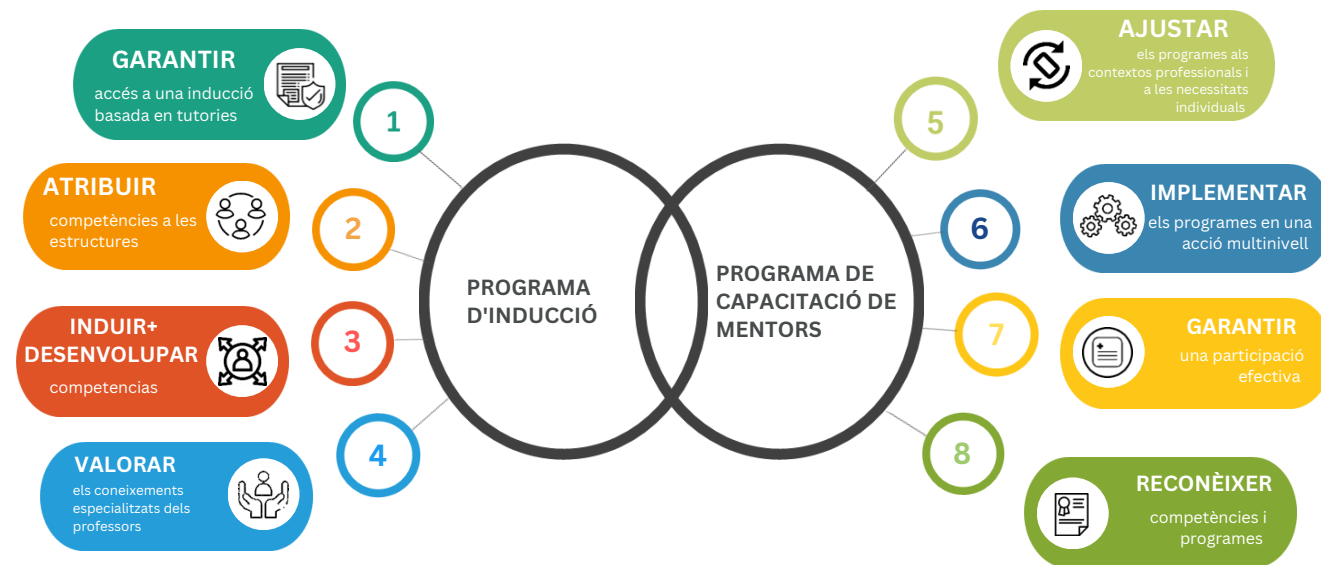 GARANTIR
accés a una inducció
basada en tutories
1
ATRIBUIR
competències a les
estructures
2
INDUIR+
DESENVOLUPAR
competencias
3
VALORAR
els coneixements
especialitzats dels
professors
4
PROGRAMA
D'INDUCCIÓ
PROGRAMA DE
CAPACITACIÓ DE
MENTORS
5
AJUSTAR
els programes als
contextos professionals i
a les necessitats
individuals
6
IMPLEMENTAR
els programes en una
acció multinivell
7
GARANTIR
una participació
efectiva
8
RECONÈIXER
competències i
programes